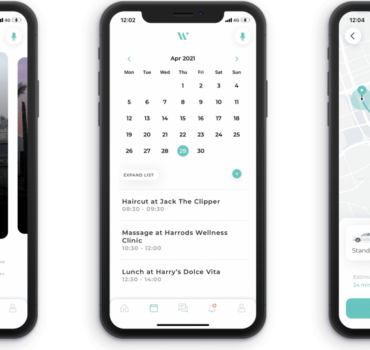 12:02
4G
W
Apr 2021
Mon Tue Wed Thu Fri Sat Sun
1 2 3 4
5 6 7 8 9 10 11
12 13 14 15 16 17 18
19 20 21 22 23 24 25
26 27 28 29 30
EXPAND LIST
+
Haircut at Jack The Clipper
08:30 - 09:30
Massage at Harrods Wellness
Clinic
10:30 - 12:00
Lunch at Harry's Dolce Vita
12:30 - 14:00
4G
12:04
Stand
24 min